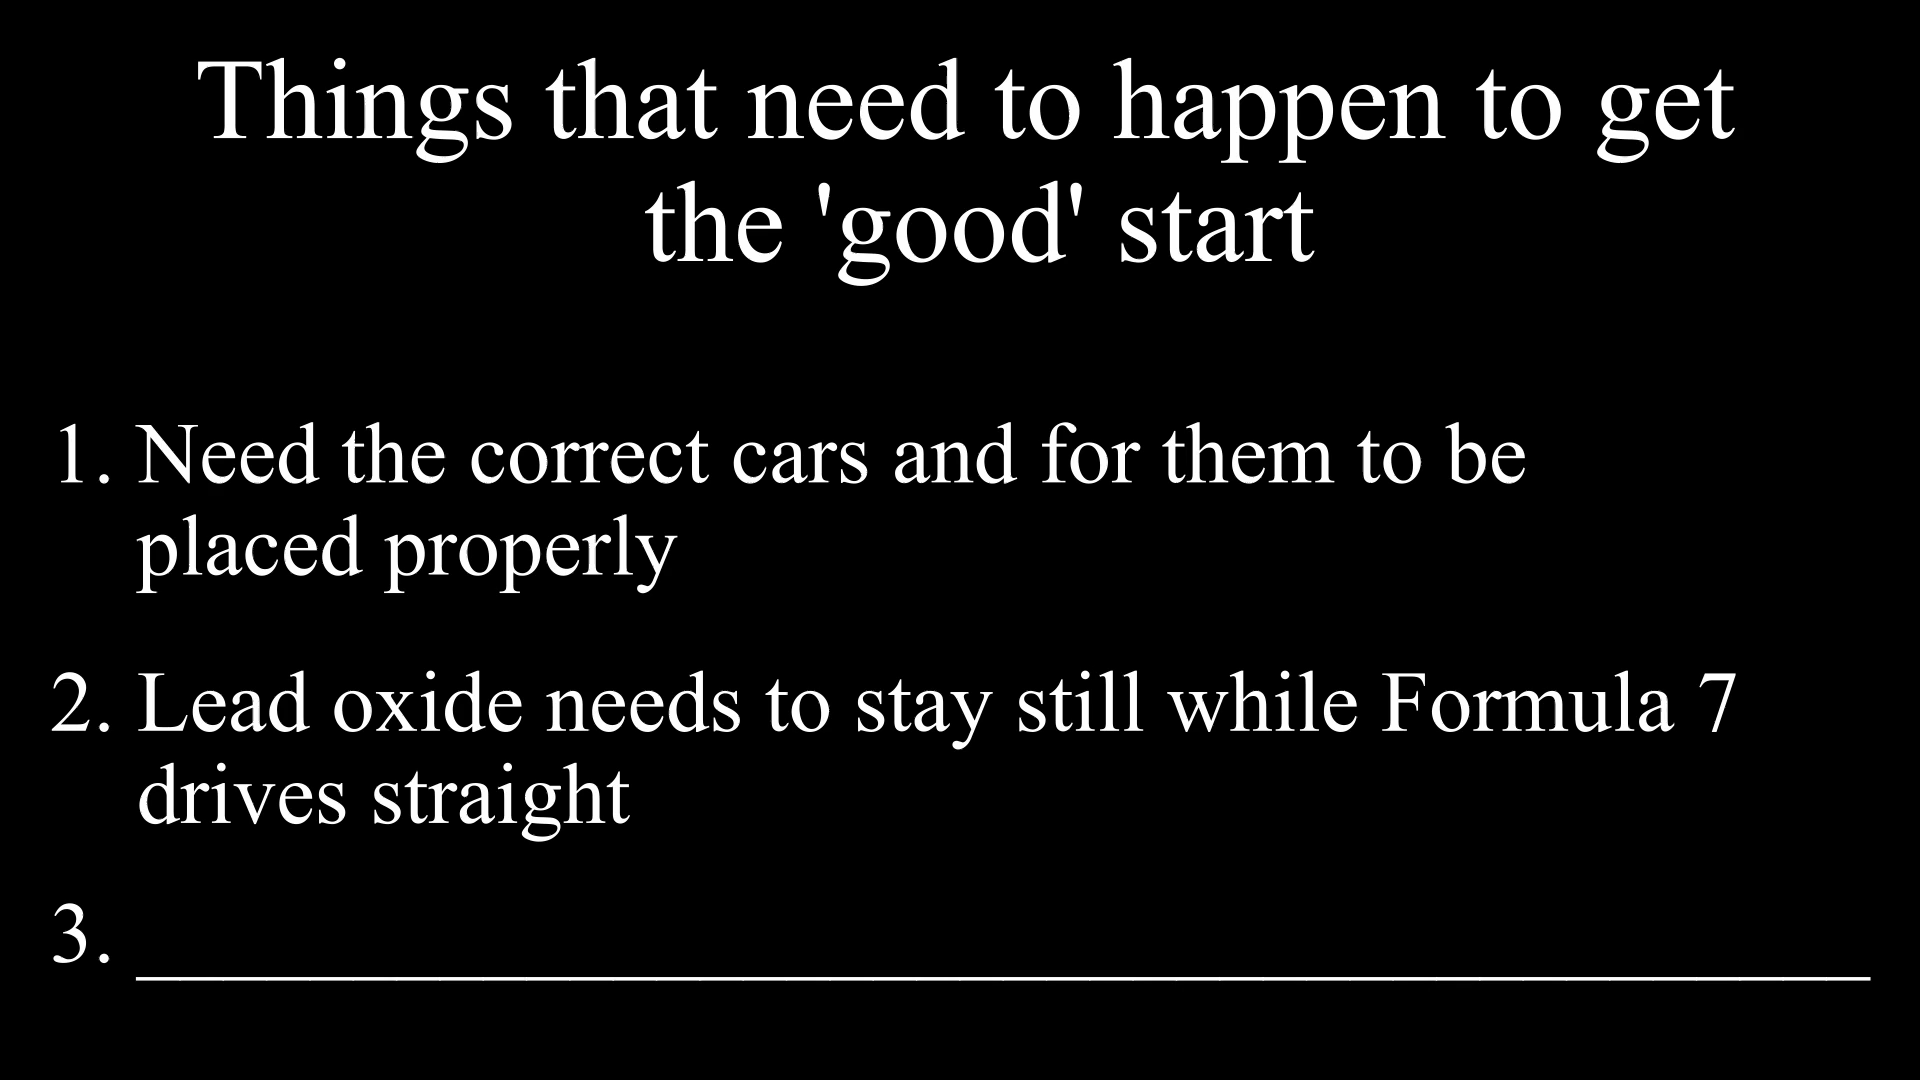 Things that need to happen to get
the 'good' start
1. Need the correct cars and for them to be
placed properly
2. Lead oxide needs to stay still while Formula 7
drives straight
3. ________________________________________